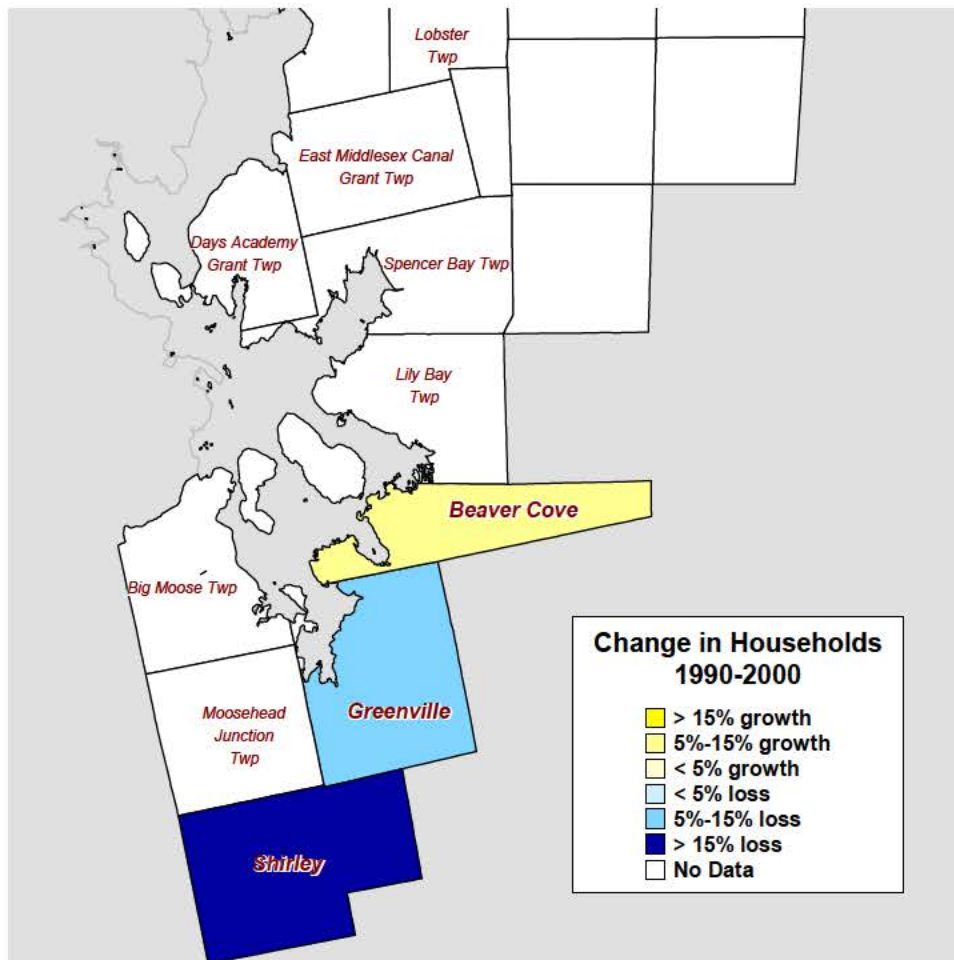 Lobster
Twp
East Middlesex Canal
Grant Twp
Days Academy
Grant Twp
Spencer Bay Twp
Lily Bay
Twp
Beaver Cove
Big Moose Twp
Moosehead
Junction
Twp
Greenville
Shirley
Change in Households
1990-2000
> 15% growth
5%-15% growth
< 5% growth
< 5% loss
5%-15% loss
> 15% loss
No Data